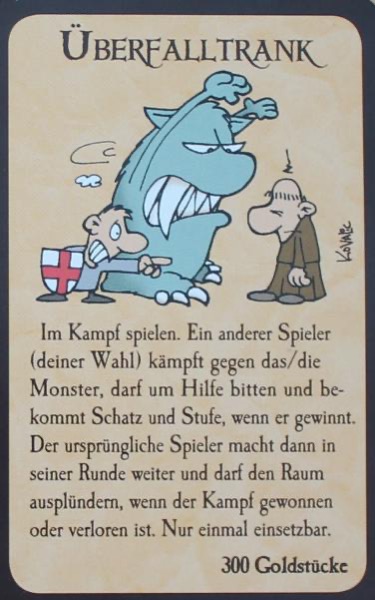 ÜBERFALLTRANK
KOVALIC
Im Kampf spielen. Ein anderer Spieler
(deiner Wahl) kämpft gegen das/die
Monster, darf um Hilfe bitten und be-
kommt Schatz und Stufe, wenn er gewinnt.
Der ursprüngliche Spieler macht dann in
seiner Runde weiter und darf den Raum
ausplündern, wenn der Kampf gewonnen
oder verloren ist. Nur einmal einsetzbar.
300 Goldstücke